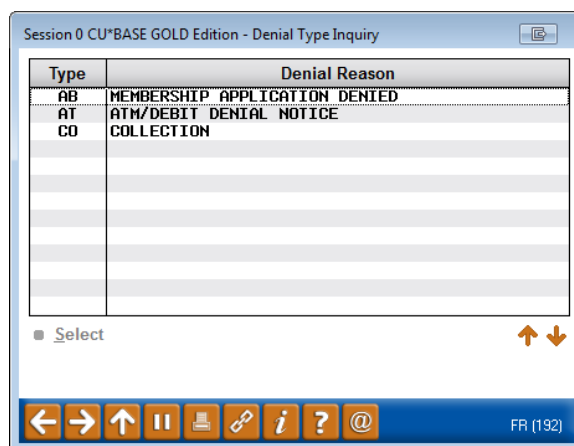 Session 0 CU*BASE GOLD Edition - Denial Type Inquiry
Type Denial Reason
AB MEMBERSHIP APPLICATION DENIED
AT ATM/DEBIT DENIAL NOTICE
CO COLLECTION
Select
i ? @ FR (192)